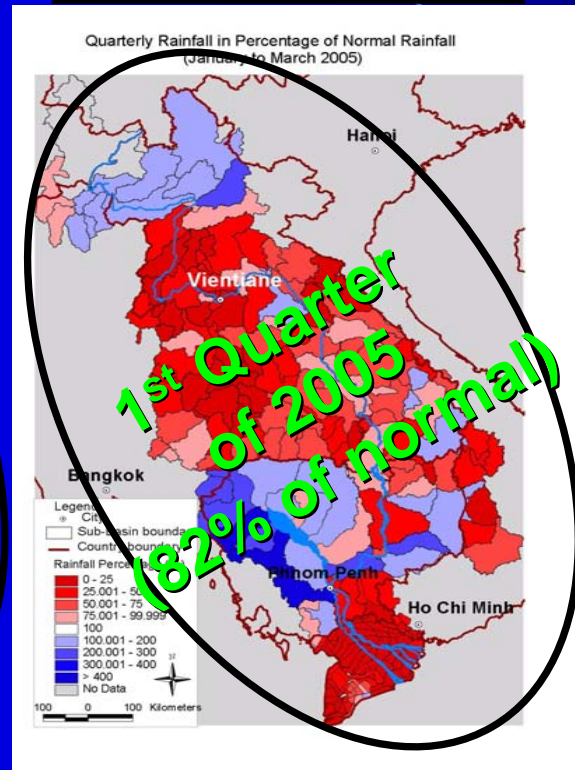 Quarterly Rainfall in Percentage of Normal Rainfall
(January to March 2005)
Hanoi
Vientiane
1st Quarter
of 2005
(82% of normal)
Bangkok
Phnom Penh
Ho Chi Minh
Legend
City
Sub-basin
Country boundary
Rainfall
0 - 25
25.001 -
50.001 - 75
75.001 - 99.999
100
100.001 - 200
200.001 - 300
300.001 - 400
> 400
No Data
100 0 100 Kilometers